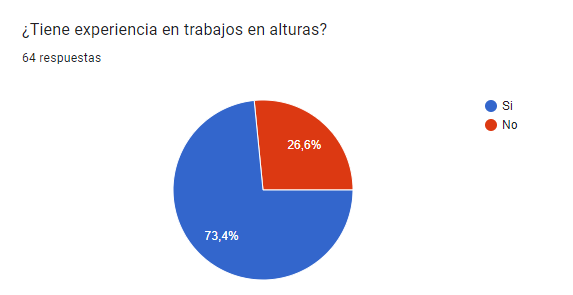 ¿Tiene experiencia en trabajos en alturas?
64 respuestas
Si
No
26,6%
73,4%